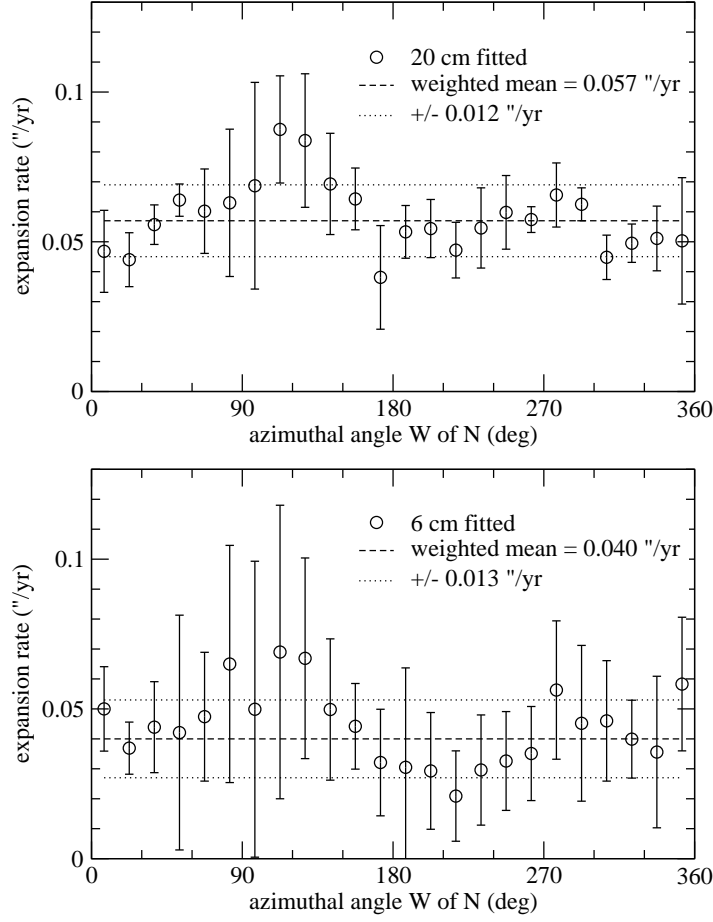 20 cm fitted
weighted mean = 0.057 "/yr
+/- 0.012 "/yr
0.1
0.05
0
expansion rate ("/yr)
0 90 180 270 360
azimuthal angle W of N (deg)
6 cm fitted
weighted mean = 0.040 "/yr
+/- 0.013 "/yr
0.1
0.05
0
expansion rate ("/yr)
0 90 180 270 360
azimuthal angle W of N (deg)